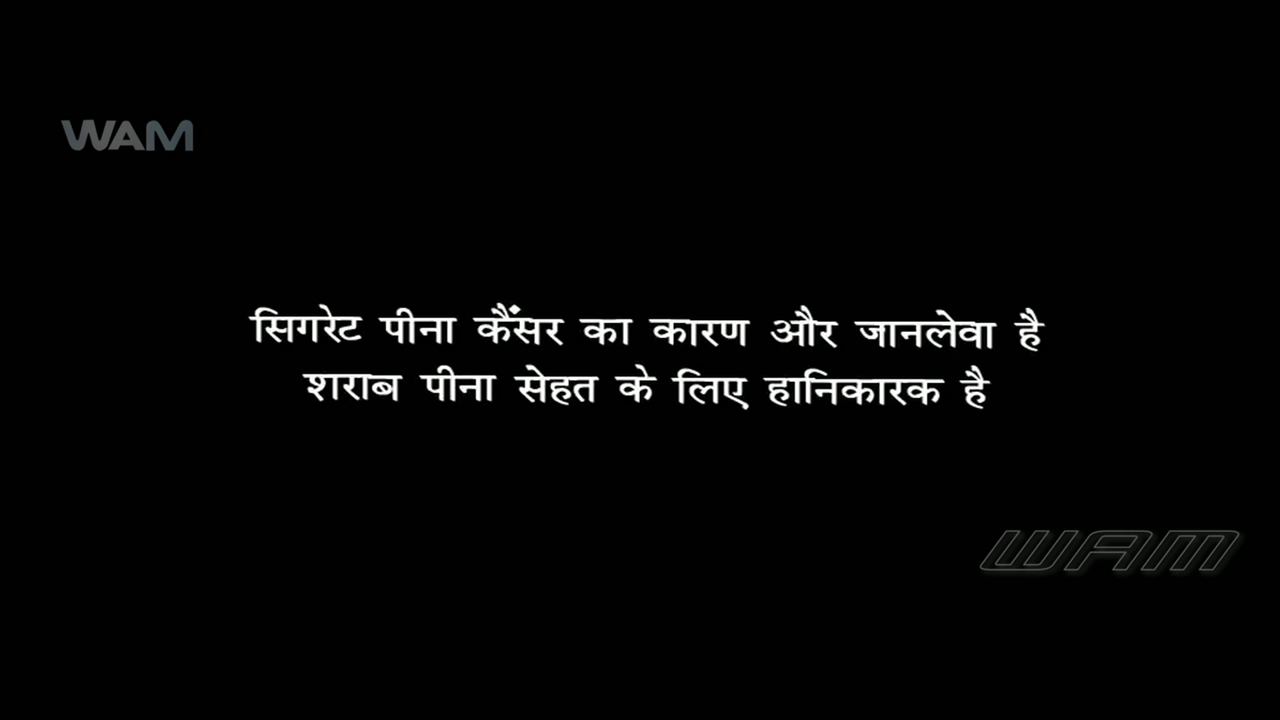 WAM
सिगरेट पीना कैंसर का कारण और जानलेवा है
शराब पीना सेहत के लिए हानिकारक है
WAM